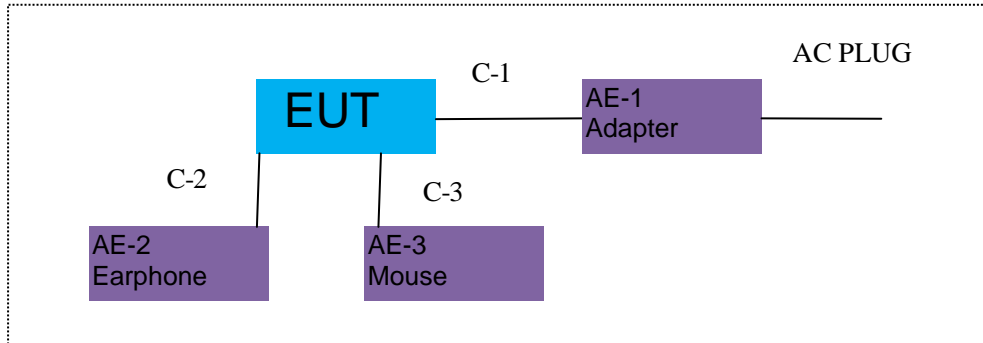 AC PLUG
C-1
EUT
AE-1
Adapter
C-2
C-3
AE-2
Earphone
AE-3
Mouse